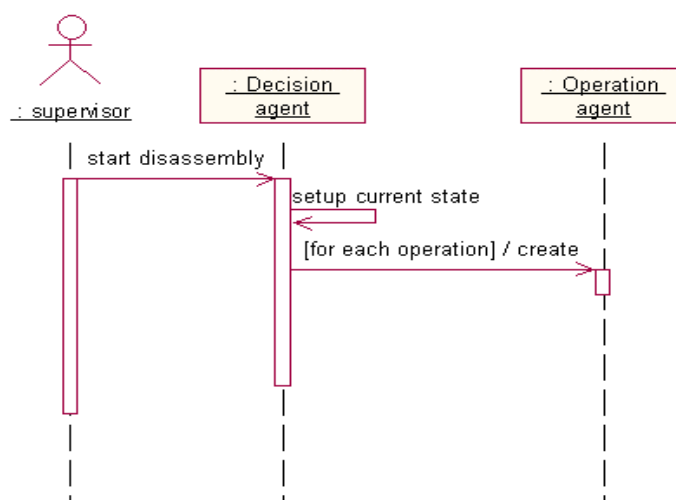 : Decision
agent
: Operation
agent
: supervisor
start disassembly
setup current state
[for each operation] / create